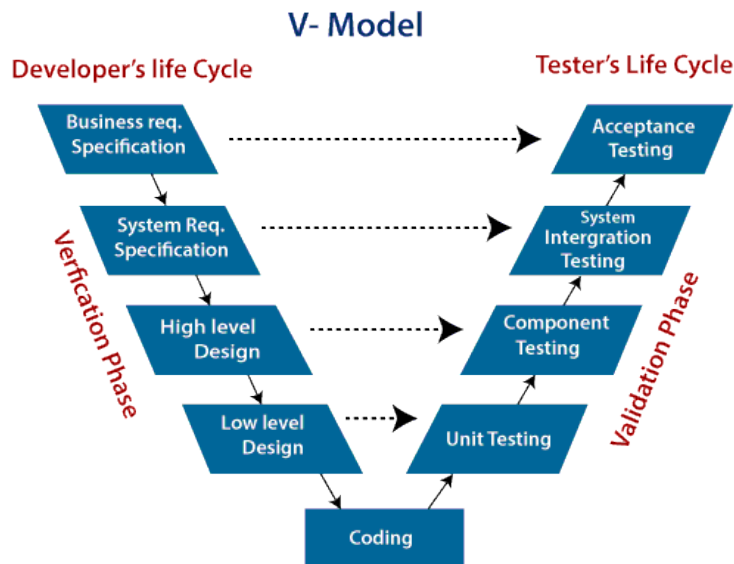 V- Model
Developer's life Cycle
Tester's Life Cycle
Business req.
Specification
Acceptance
Testing
System Req.
Specification
System
Intergration
Testing
Verfication Phase
High level
Design
Component
Testing
Validation Phase
Low level
Design
Unit Testing
Coding